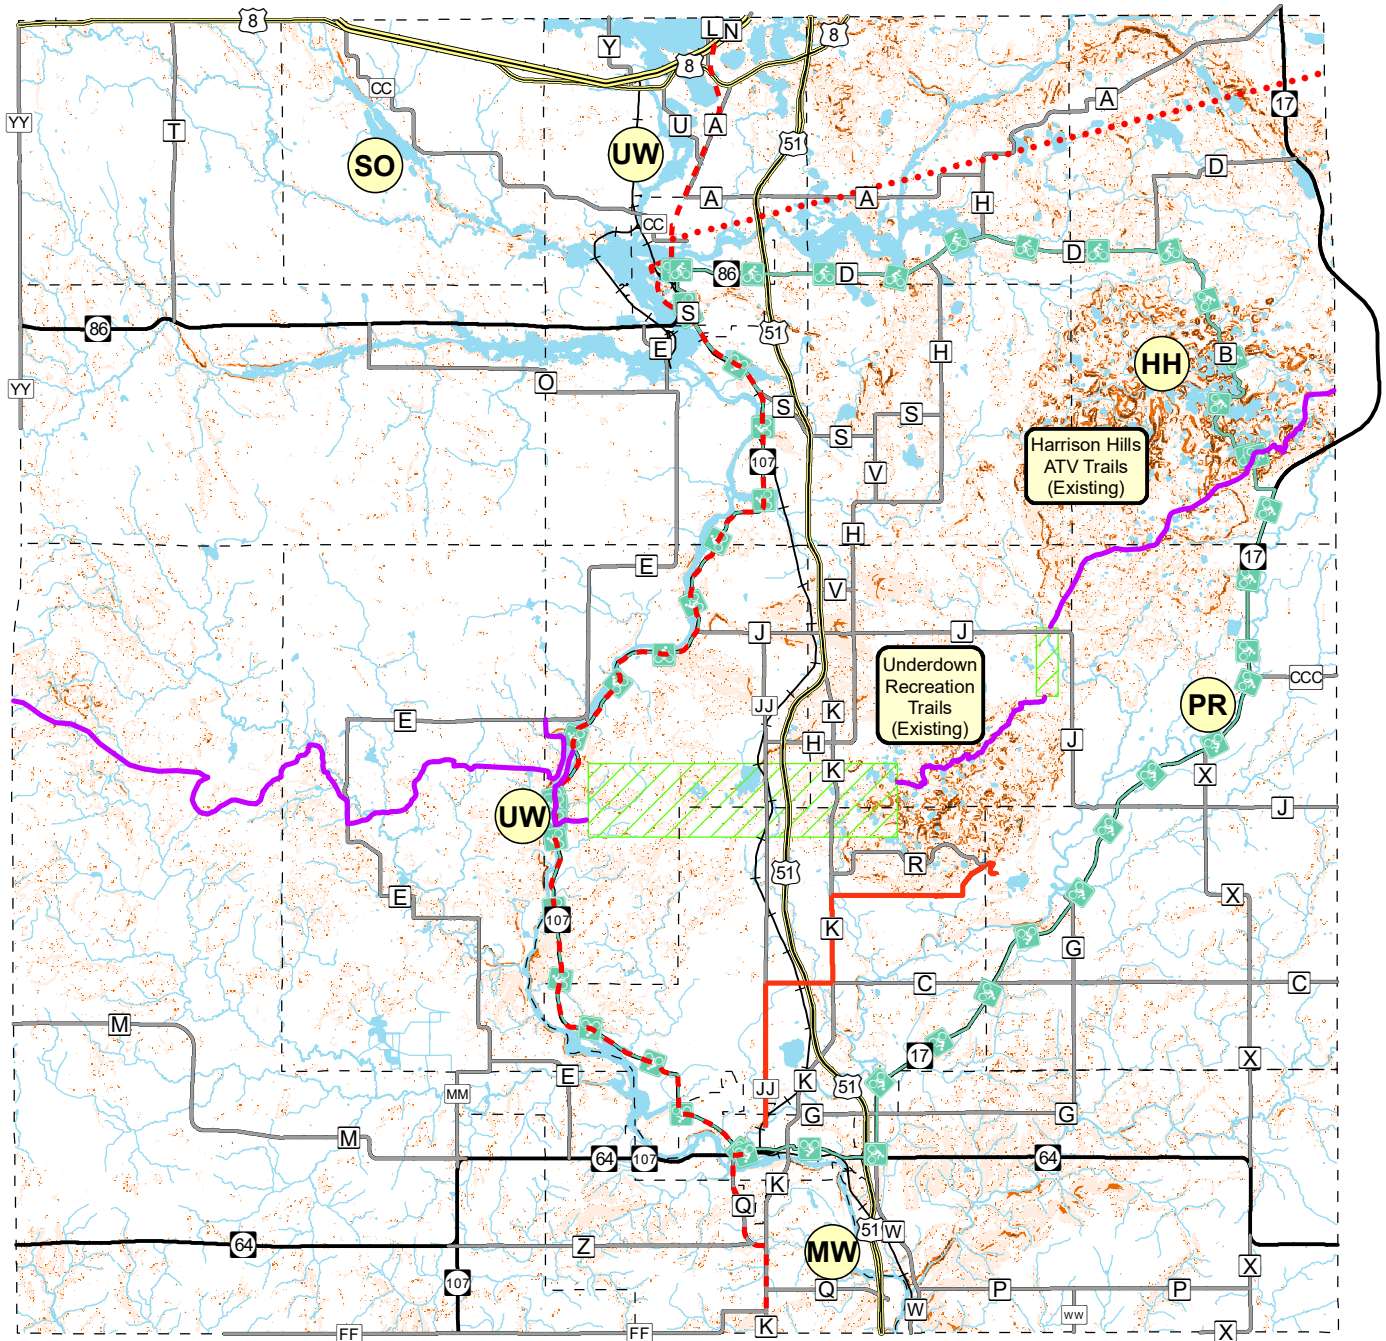 8
L
N
Y
8
8
CC
A
17
YY
T
U
A
51
SO
UW
D
A
A
H
CC
D
86
D
S
86
51
E
H
B
HH
YY
O
S
S
S
Harrison Hills
ATV Trails
(Existing)
107
V
H
17
E
V
J
J
Underdown
Recreation
Trails
(Existing)
CCC
JJ
K
PR
E
J
H
K
X
UW
J
R
51
E
X
107
K
G
C
C
M
17
X
E
K
51
JJ
MM
G
G
M
64
107
64
K
Q
51
W
64
Z
MW
X
107
Q
P
P
W
WW
FF
FF
K
X